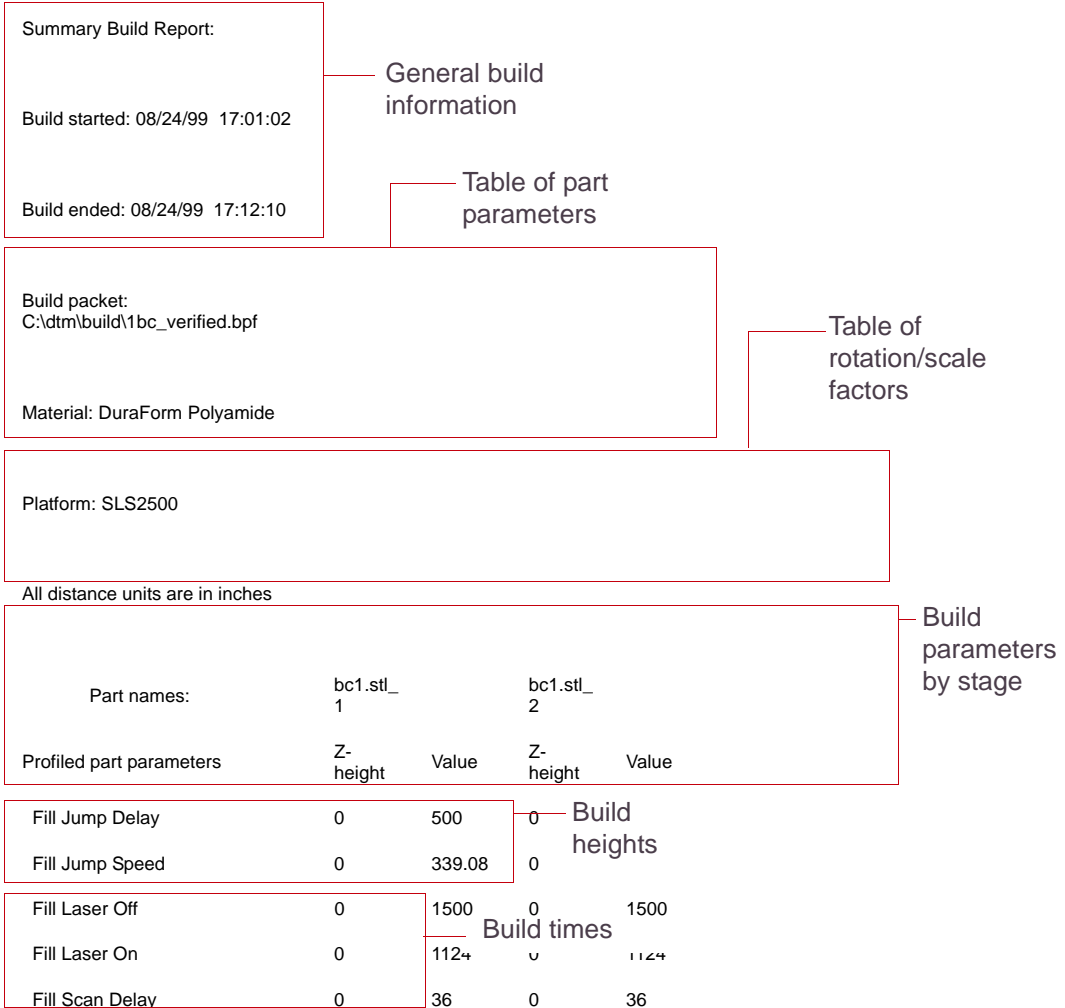 Summary Build Report:
General build
information
Build started: 08/24/99  17:01:02
Table of part
parameters
Build ended: 08/24/99  17:12:10
Build packet:
C:\dtm\build\1bc_verified.bpf
Table of
rotation/scale
factors
Material: DuraForm Polyamide
Platform: SLS2500
All distance units are in inches
Build
parameters
by stage
Part names: bc1.stl_ bc1.stl_
1 2
Profiled part parameters Z- Value Z- Value
height height
Fill Jump Delay 0 500 0
Build
heights
Fill Jump Speed 0 339.08 0
Fill Laser Off 0 1500 0 1500
Build times
Fill Laser On 0 1124 0 1124
Fill Scan Delay 0 36 0 36